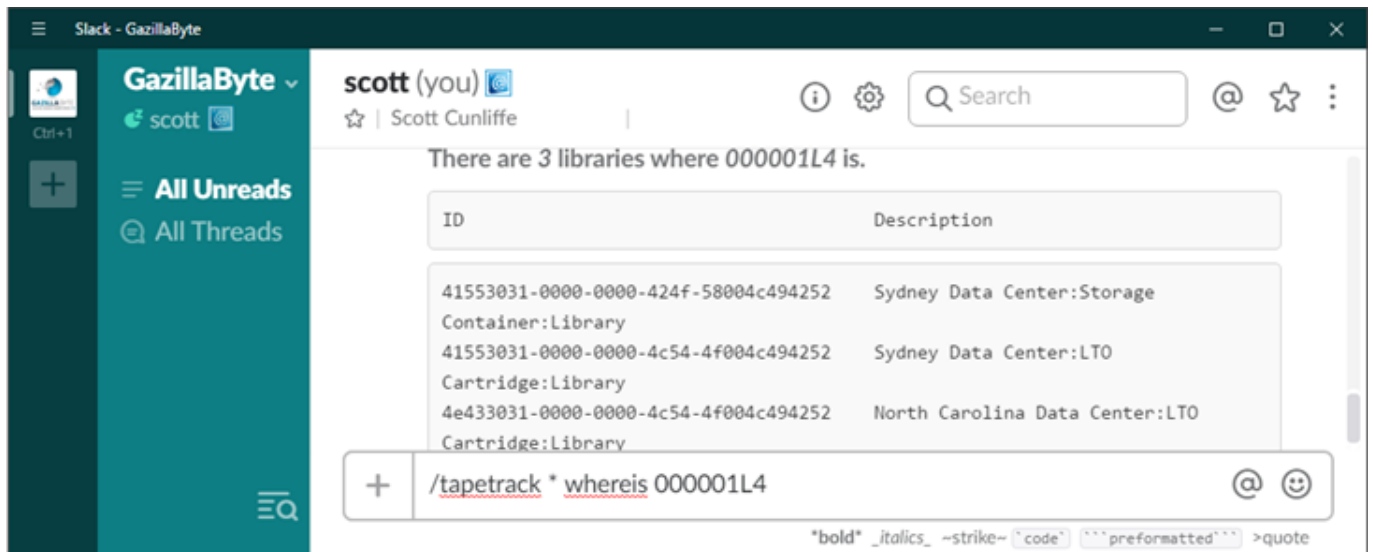 Slack - GazillaByte
Ctrl+1
GazillaByte
scott
All Unreads
All Threads
scott (you)
Scott Cunliffe
Search
There are 3 libraries where 000001L4 is.
ID Description
41553031-0000-0000-424f-58004c494252 Sydney Data Center:Storage
Container:Library
41553031-0000-0000-4c54-4f004c494252 Sydney Data Center:LTO
Cartridge:Library
4e433031-0000-0000-4c54-4f004c494252 North Carolina Data Center:LTO
Cartridge:Library
/tapetrack * whereis 000001L4
*bold* _italics_ ~strike~ `code` ```preformatted``` >quote